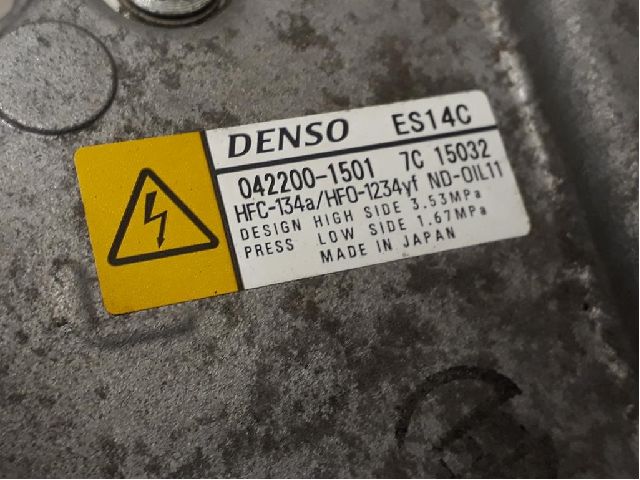 DENSO ES14C
042200-1501 7C 15032
HFC-134a/HFO-1234yf ND-OIL11
DESIGN HIGH SIDE 3.53MPa
PRESS LOW SIDE 1.67MPa
MADE IN JAPAN